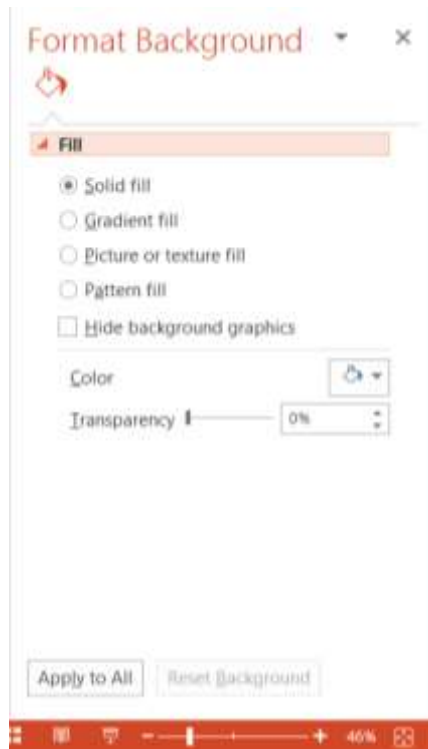 Format Background
Fill
Solid fill
Gradient fill
Picture or texture fill
Pattern fill
Hide background graphics
Color
Transparency 0%
Apply to All Reset Background
46%